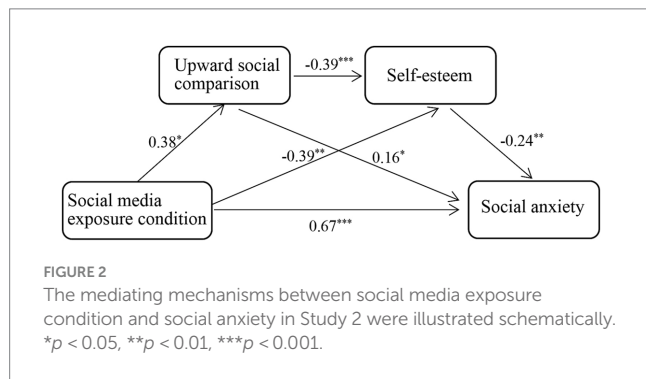 Upward social
comparison
-0.39***
Self-esteem
0.38*
-0.39**
0.16*
-0.24**
Social media
exposure condition
0.67***
Social anxiety
FIGURE 2
The mediating mechanisms between social media exposure
condition and social anxiety in Study 2 were illustrated schematically.
*p < 0.05, **p < 0.01, ***p < 0.001.